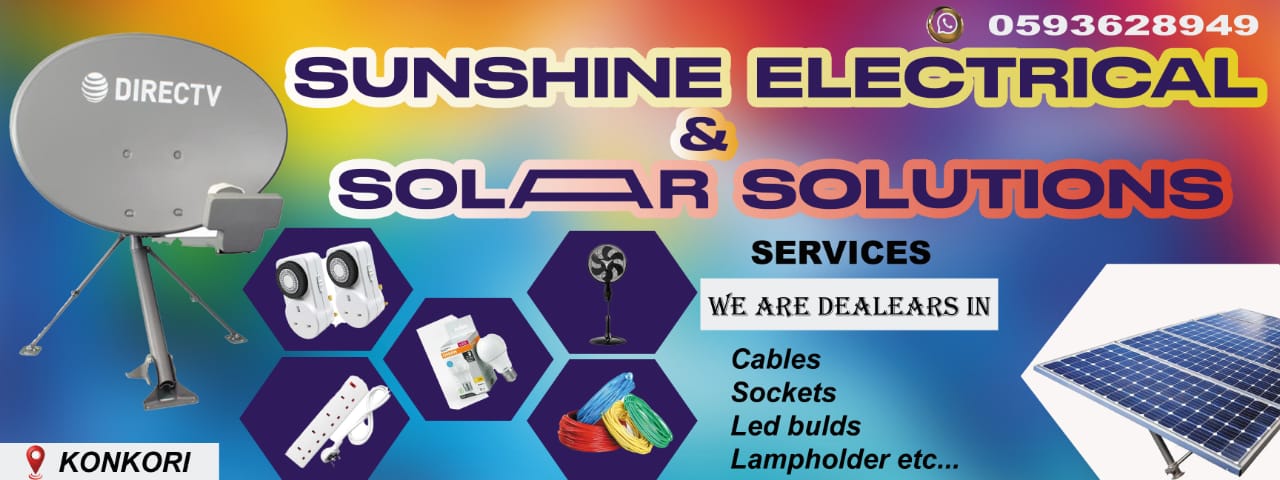 0593628949
DIRECTV
SUNSHINE ELECTRICAL
&
SOLAR SOLUTIONS
SERVICES
WE ARE DEALEARS IN
Cables
Sockets
Led bulds
Lampholder etc...
KONKORI